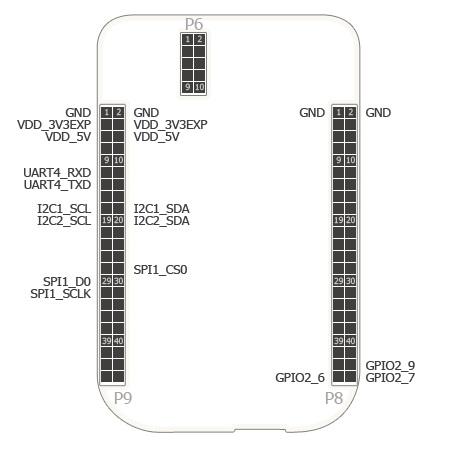 P6
1 2
9 10
GND 1 2 GND GND 1 2 GND
VDD_3V3EXP VDD_3V3EXP
VDD_5V VDD_5V
9 10 9 10
UART4_RXD
UART4_TXD
I2C1_SCL I2C1_SDA
I2C2_SCL 19 20 I2C2_SDA 19 20
SPI1_CS0
SPI1_D0 29 30 29 30
SPI1_SCLK
39 40 39 40
GPIO2_9
GPIO2_6 GPIO2_7
P9 P8